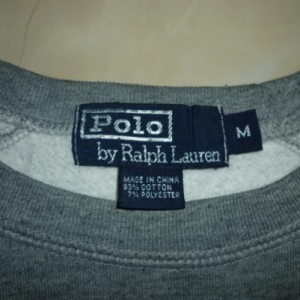 Polo
by Ralph Lauren
M
MADE IN CHINA
93% COTTON
7% POLYESTER